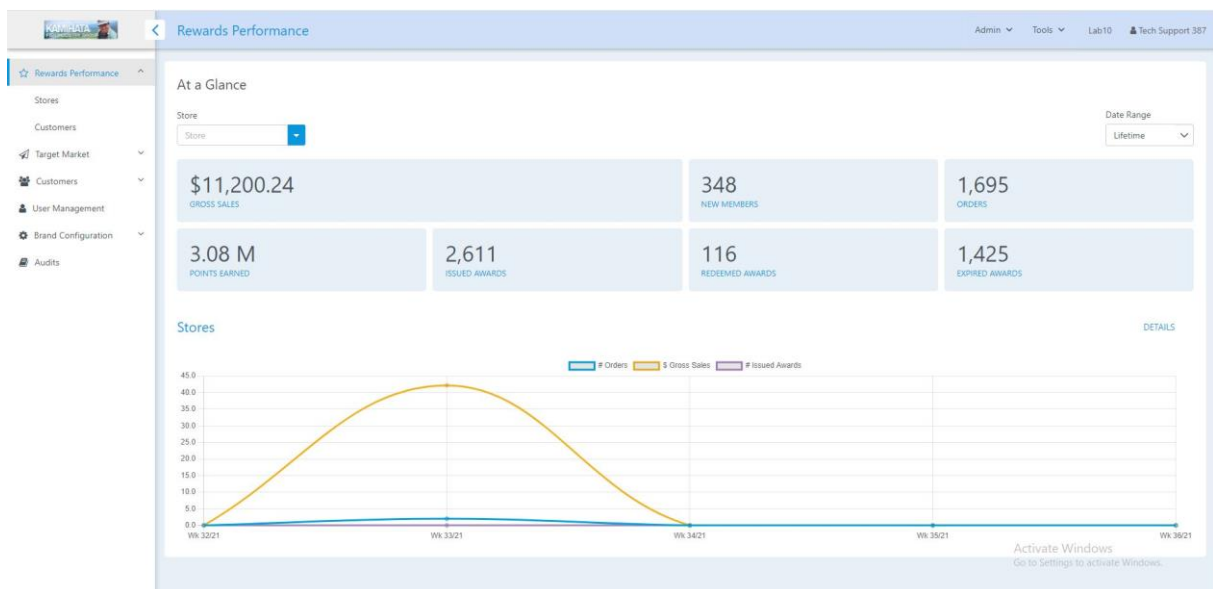 KAMIHATA
Rewards Performance
Admin
Tools
Lab10
Tech Support 387
Rewards Performance
Stores
Customers
Target Market
Customers
User Management
Brand Configuration
Audits
At a Glance
Store
Store
Date Range
Lifetime
$11,200.24
GROSS SALES
348
NEW MEMBERS
1,695
ORDERS
3.08 M
POINTS EARNED
2,611
ISSUED AWARDS
116
REDEEMED AWARDS
1,425
EXPIRED AWARDS
Stores
DETAILS
# Orders $ Gross Sales # Issued Awards
45.0
40.0
35.0
30.0
25.0
20.0
15.0
10.0
5.0
0.0
Wk 32/21 Wk 33/21 Wk 34/21 Wk 35/21 Wk 36/21
Activate Windows
Go to Settings to activate Windows.